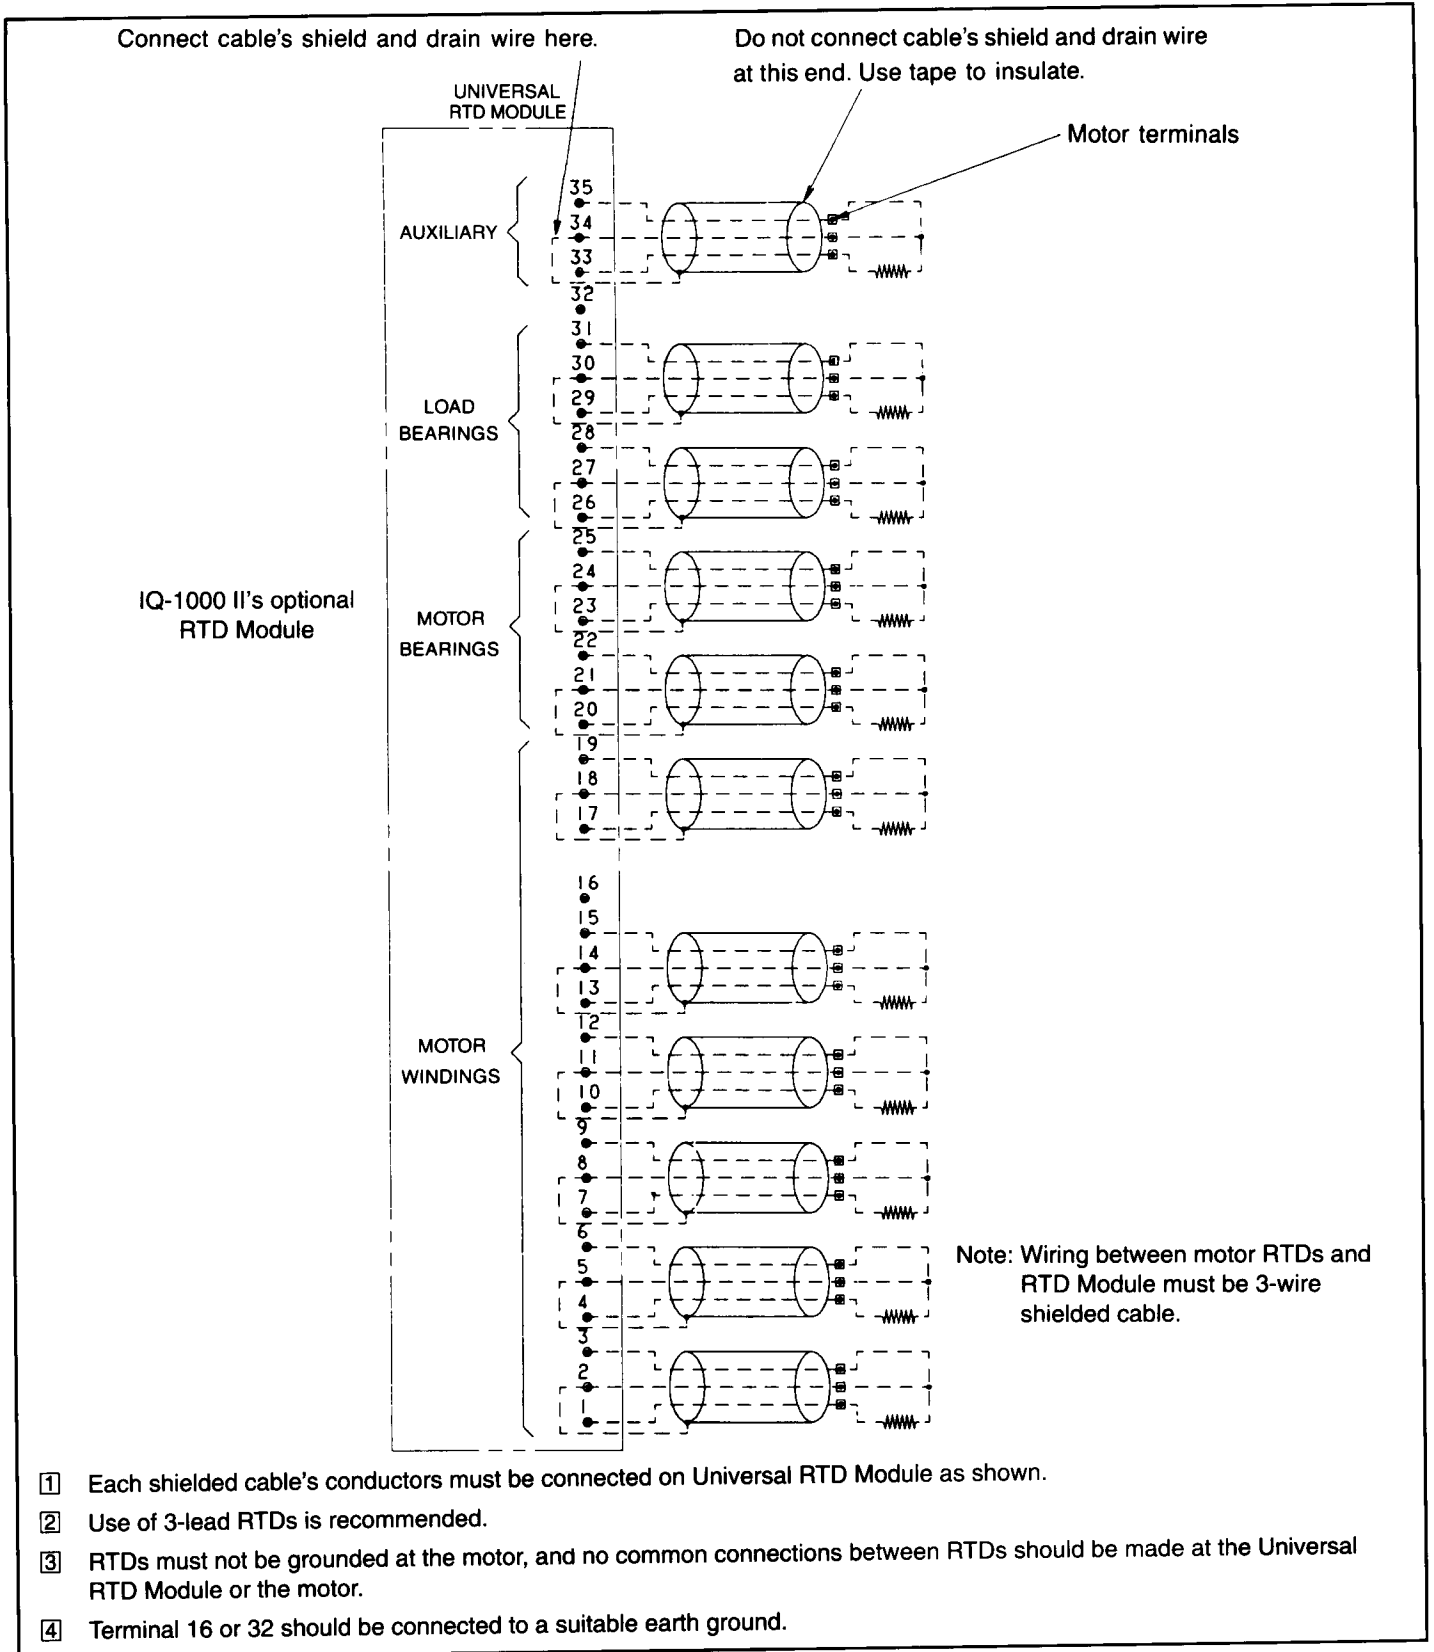 Connect cable's shield and drain wire here.
Do not connect cable's shield and drain wire
at this end. Use tape to insulate.
UNIVERSAL
RTD MODULE
Motor terminals
35
AUXILIARY
34
33
32
31
30
29
LOAD
BEARINGS
28
27
26
25
24
IQ-1000 II's optional
RTD Module
23
MOTOR
BEARINGS
22
21
20
19
18
17
16
15
14
13
12
MOTOR
WINDINGS
11
10
9
8
7
6
5
4
3
2
1
Note: Wiring between motor RTDs and
RTD Module must be 3-wire
shielded cable.
1 Each shielded cable's conductors must be connected on Universal RTD Module as shown.
2 Use of 3-lead RTDs is recommended.
3 RTDs must not be grounded at the motor, and no common connections between RTDs should be made at the Universal
RTD Module or the motor.
4 Terminal 16 or 32 should be connected to a suitable earth ground.